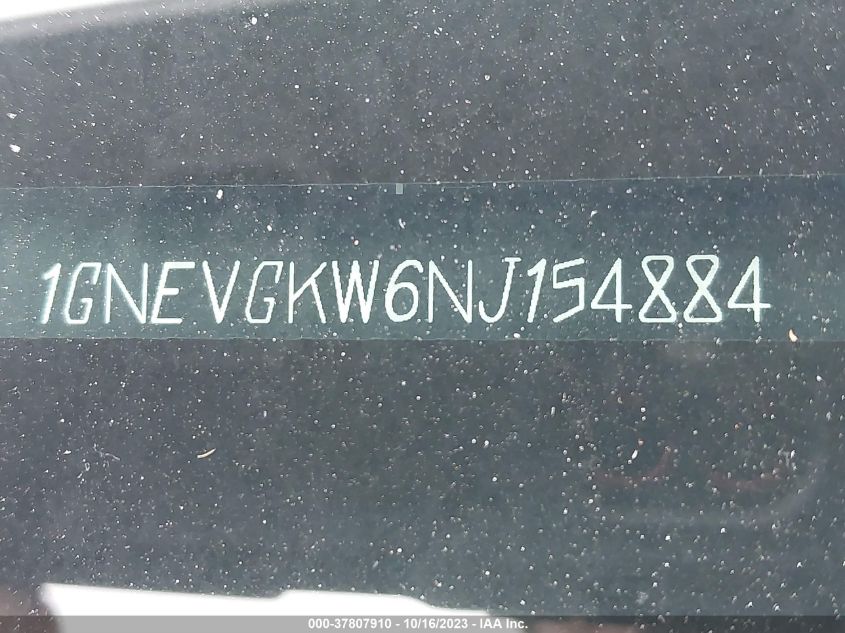 1GNEVGKW6NJ154884
000-37807910 - 10/16/2023 - IAA Inc.